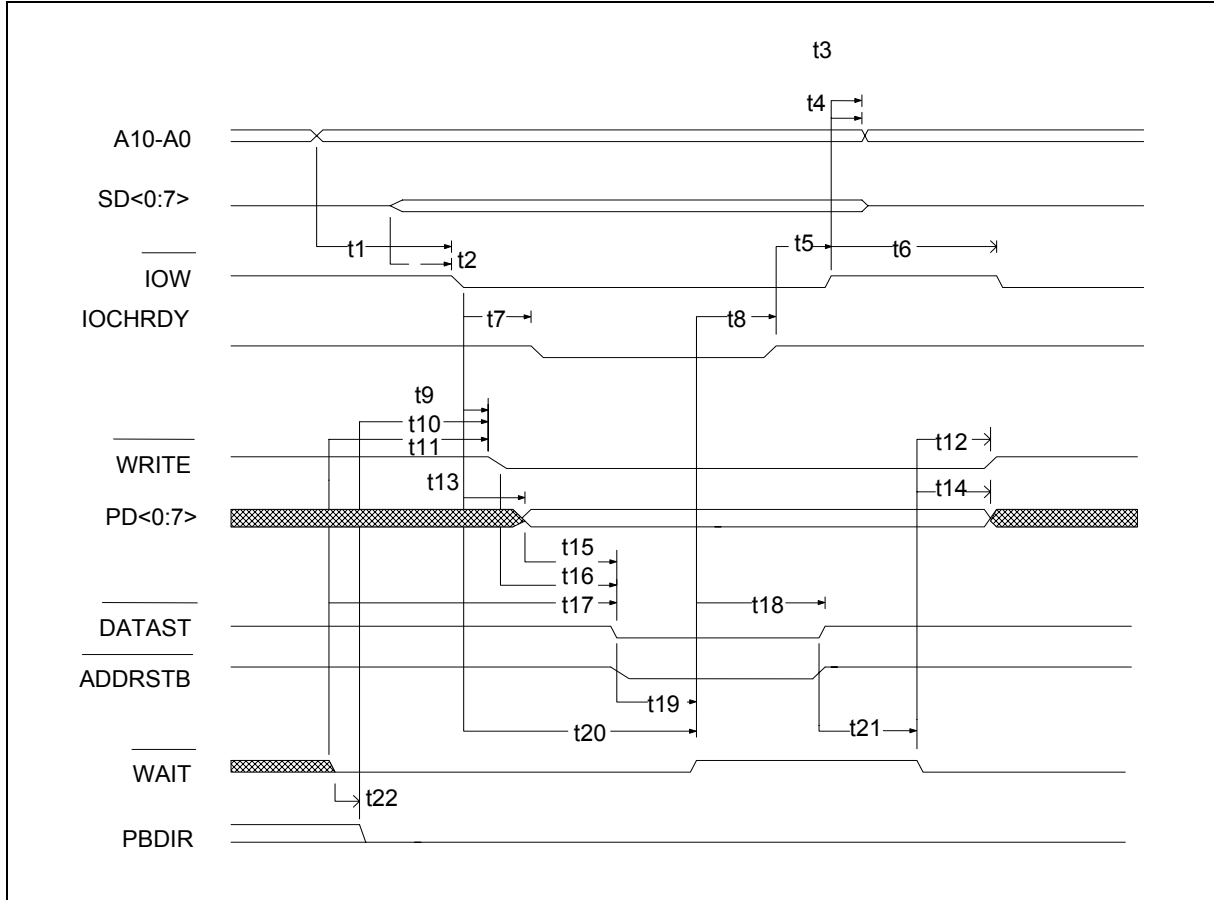 t3
t4
A10-A0
SD<0:7>
t1
t5
t6
t2
IOW
IOCHRDY
t7
t8
t9
t10
t11
t12
WRITE
t13
t14
PD<0:7>
t15
t16
t17
t18
DATAST
ADDRSTB
t19
t20
t21
WAIT
t22
PBDIR